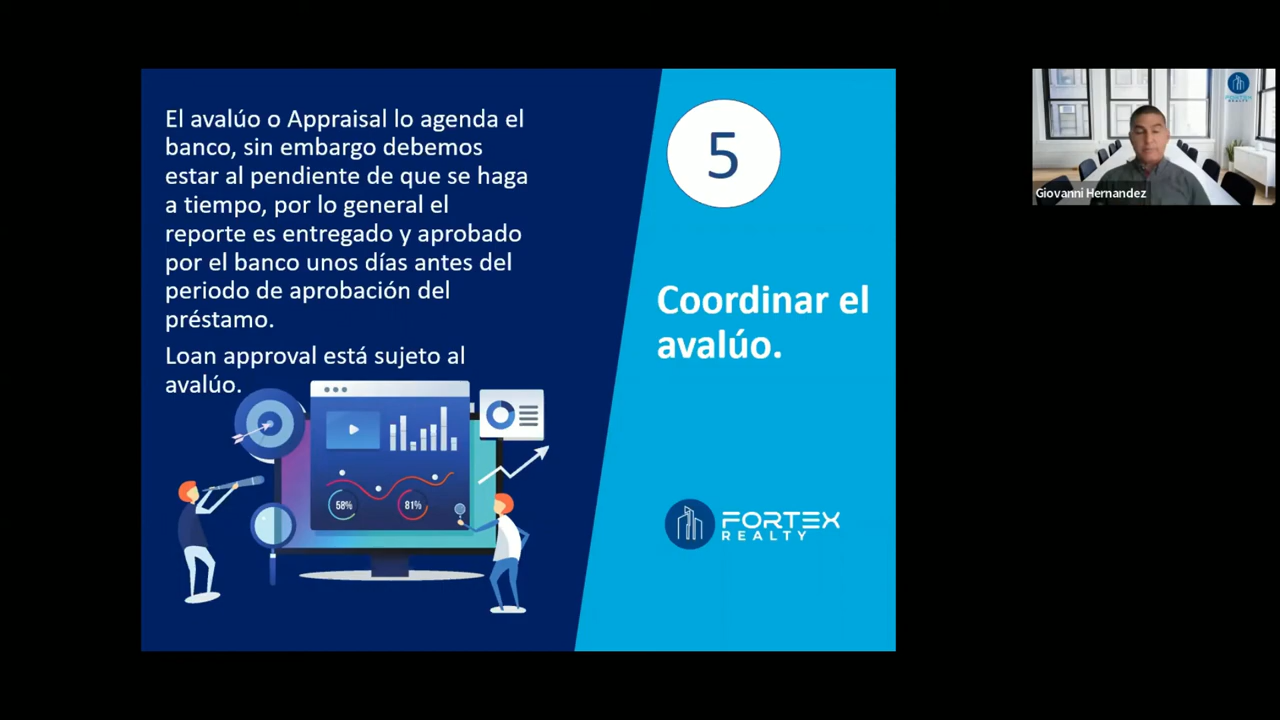 El avalúo o Appraisal lo agenda el
banco, sin embargo debemos
estar al pendiente de que se haga
a tiempo, por lo general el
reporte es entregado y aprobado
por el banco unos días antes del
periodo de aprobación del
préstamo.
Loan approval está sujeto al
avalúo.
58%
81%
5
Coordinar el
avalúo.
FORTEX
REALTY
FORTEX
REALTY
Giovanni Hernandez